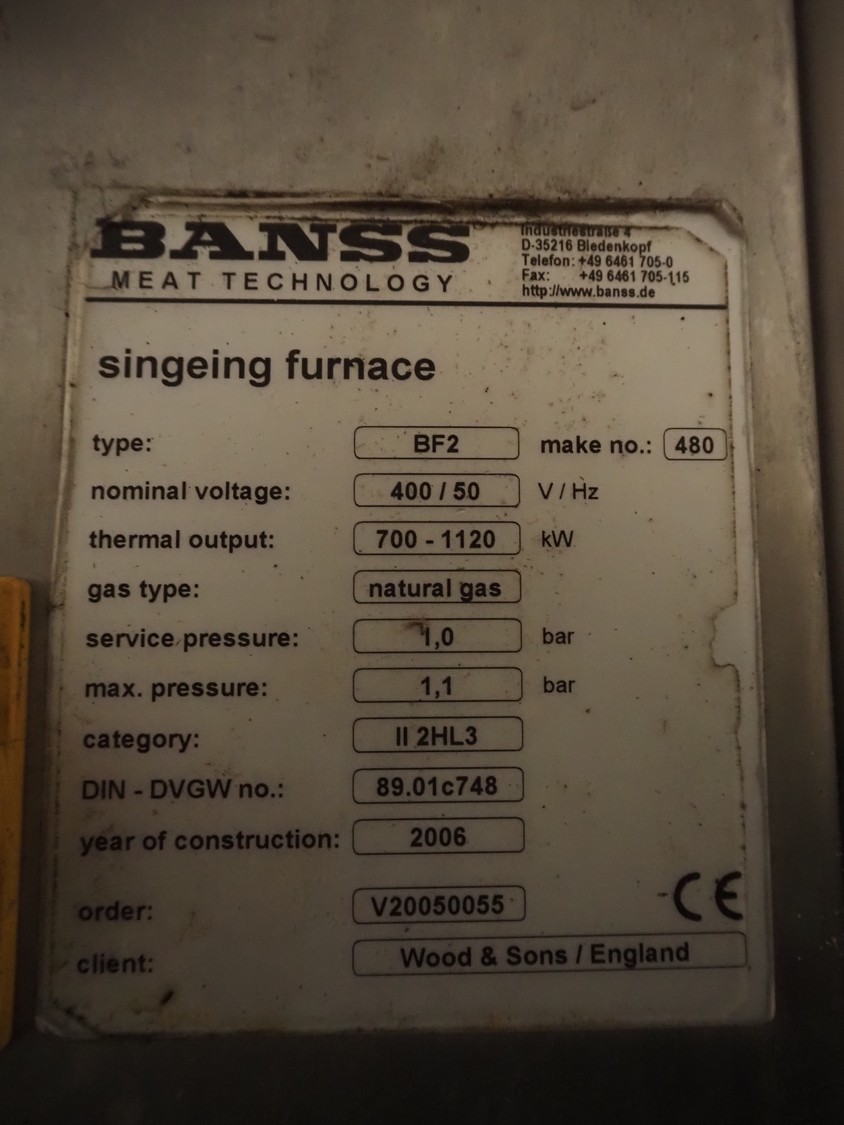 BANSS
MEAT TECHNOLOGY
Industriestraße 4
D-35216 Biedenkopf
Telefon: +49 6461 705-0
Fax: +49 6461 705-115
http://www.banss.de
singeing furnace
type: BF2 make no.: 480
nominal voltage: 400 / 50 V / Hz
thermal output: 700 - 1120 kW
gas type: natural gas
service pressure: 1,0 bar
max. pressure: 1,1 bar
category: II 2HL3
DIN - DVGW no.: 89.01c748
year of construction: 2006
order: V20050055
CE
client: Wood & Sons / England